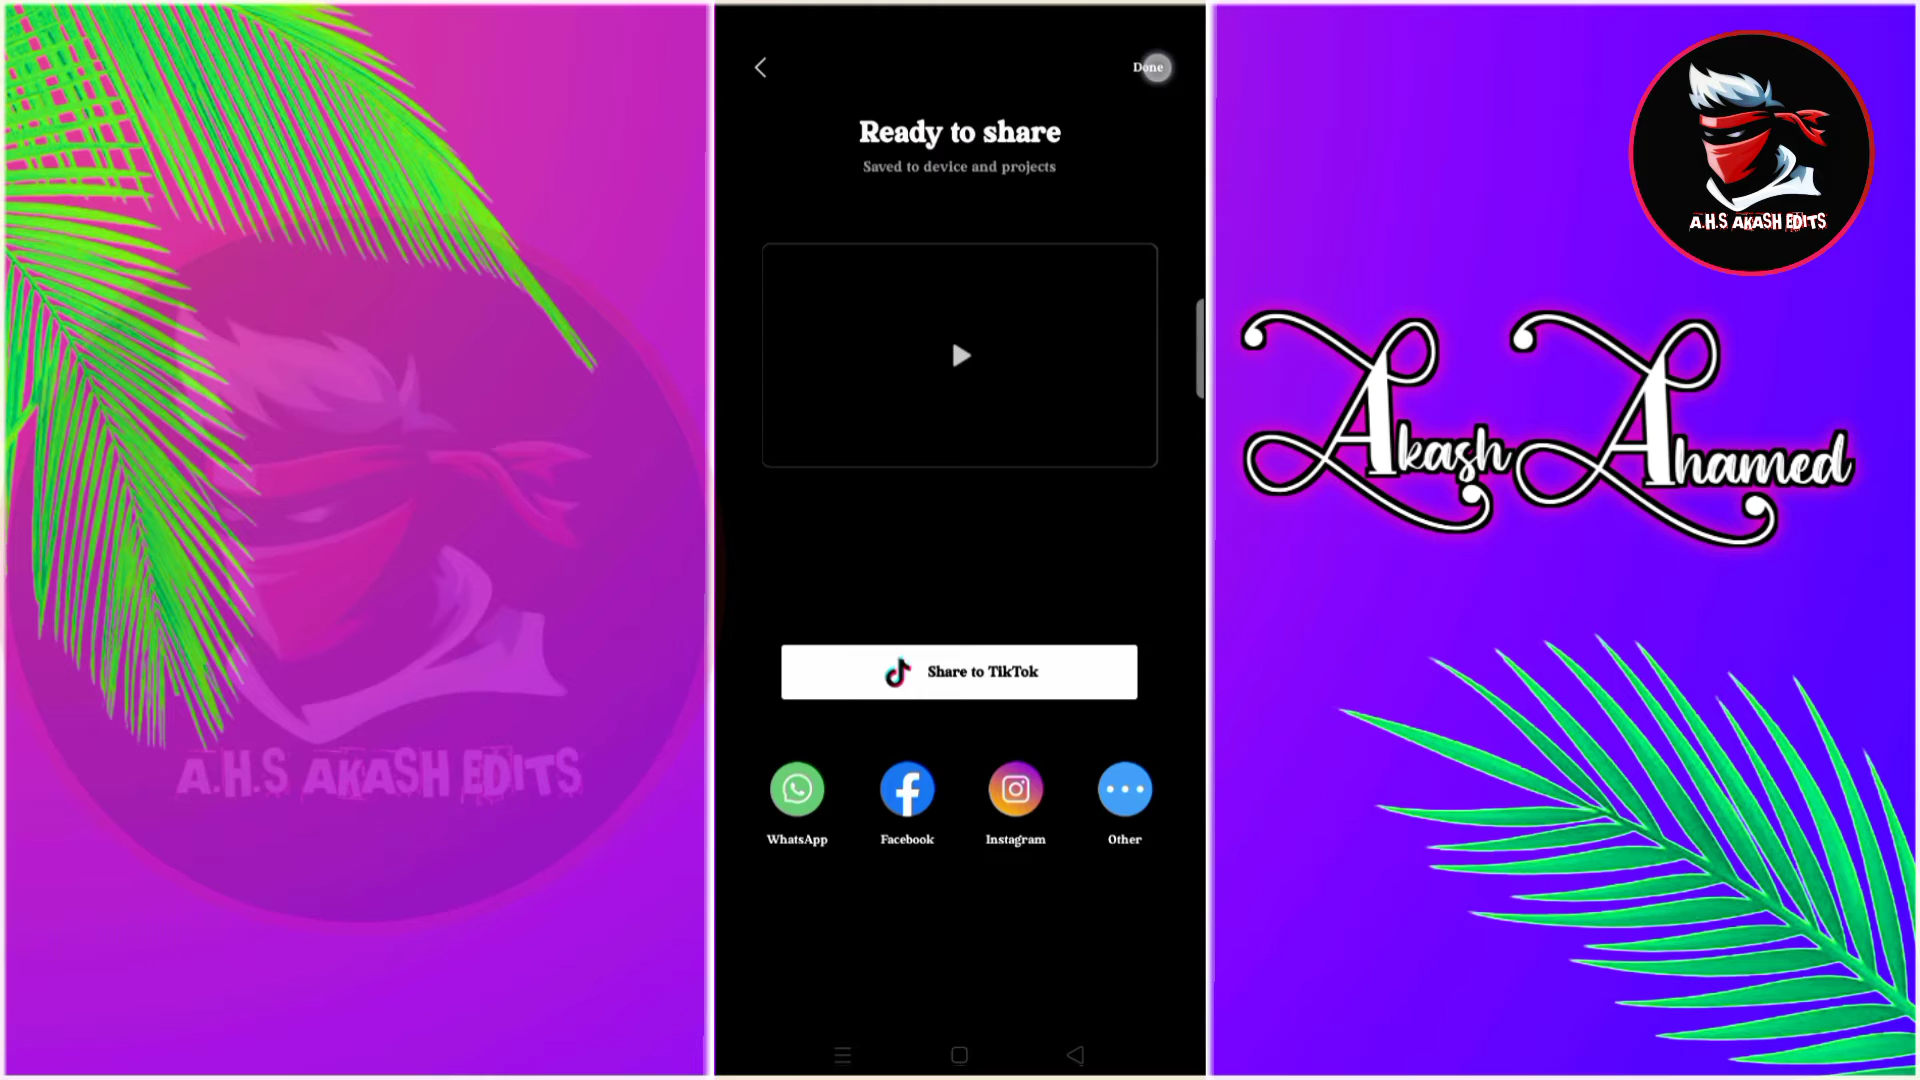 Done
Ready to share
Saved to device and projects
Share to TikTok
WhatsApp
Facebook
Instagram
Other
A.H.S AKASH EDITS
A.H.S AKASH EDITS
Akash Ahamed